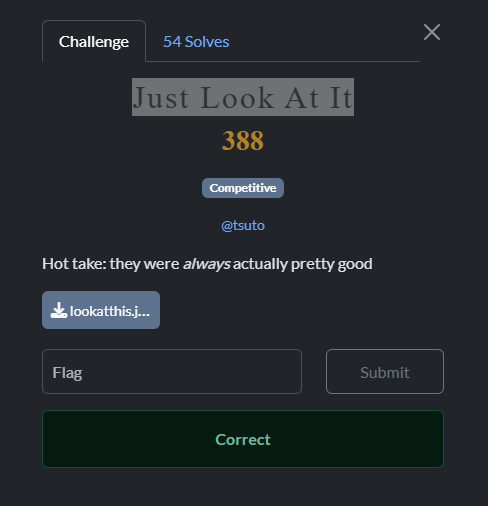 Challenge 54 Solves
Just Look At It
388
Competitive
@tsuto
Hot take: they were always actually pretty good
lookatthis.j...
Flag Submit
Correct